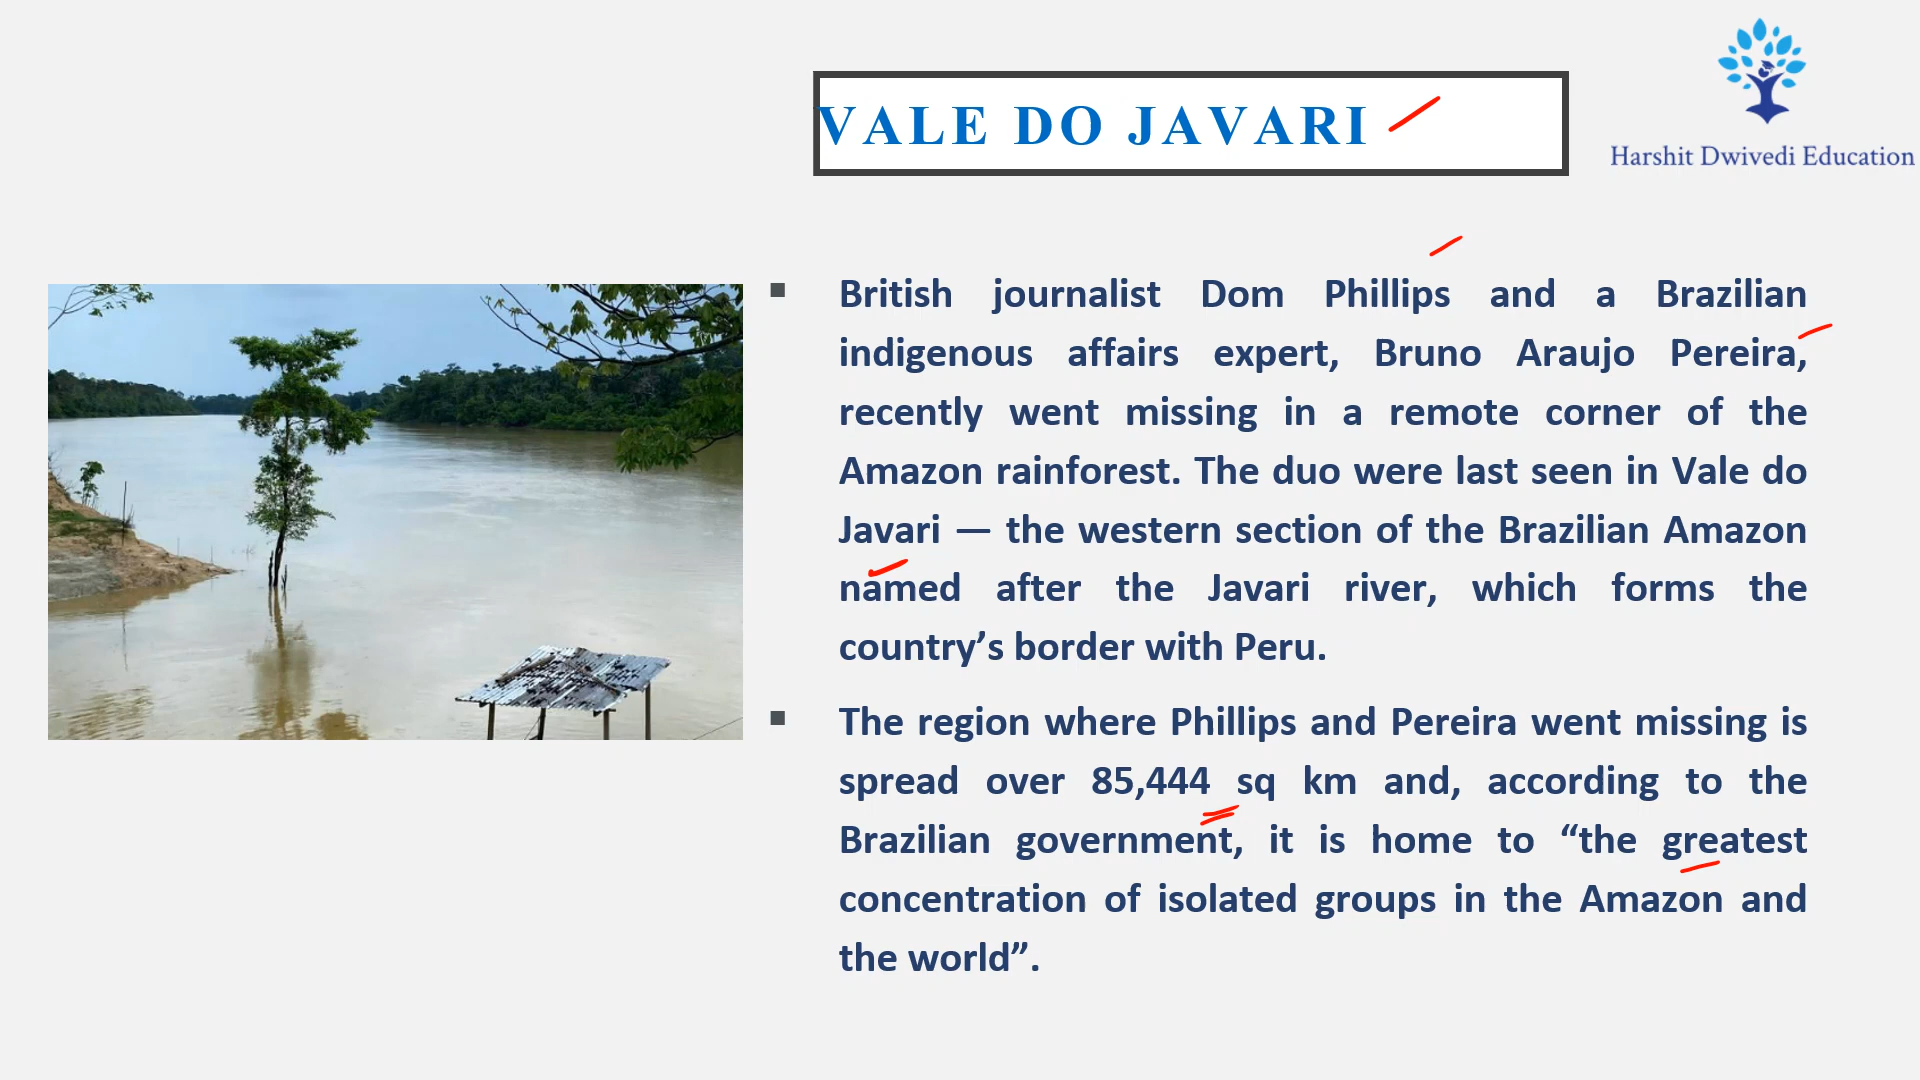 VALE DO JAVARI
Harshit Dwivedi Education
British journalist Dom Phillips and a Brazilian
indigenous affairs expert, Bruno Araujo Pereira,
recently went missing in a remote corner of the
Amazon rainforest. The duo were last seen in Vale do
Javari — the western section of the Brazilian Amazon
named after the Javari river, which forms the
country’s border with Peru.
The region where Phillips and Pereira went missing is
spread over 85,444 sq km and, according to the
Brazilian government, it is home to “the greatest
concentration of isolated groups in the Amazon and
the world”.